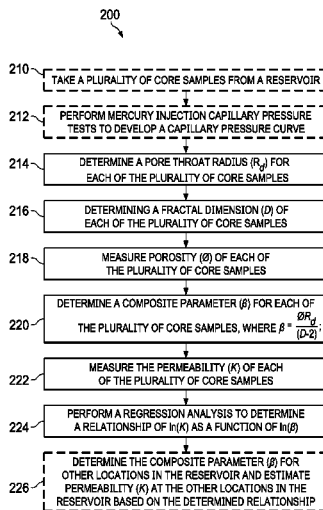 200
210
TAKE A PLURALITY OF CORE SAMPLES FROM A RESERVOIR
212
PERFORM MERCURY INJECTION CAPILLARY PRESSURE
TESTS TO DEVELOP A CAPILLARY PRESSURE CURVE
214
DETERMINE A PORE THROAT RADIUS (Rd) FOR
EACH OF THE PLURALITY OF CORE SAMPLES
216
DETERMINING A FRACTAL DIMENSION (D) OF
EACH OF THE PLURALITY OF CORE SAMPLES
218
MEASURE POROSITY (Ø) OF EACH OF
THE PLURALITY OF CORE SAMPLES
220
DETERMINE A COMPOSITE PARAMETER (β) FOR EACH OF
THE PLURALITY OF CORE SAMPLES, WHERE β = ØRd/(D-2);
222
MEASURE THE PERMEABILITY (K) OF EACH
OF THE PLURALITY OF CORE SAMPLES
224
PERFORM A REGRESSION ANALYSIS TO DETERMINE
A RELATIONSHIP OF ln(K) AS A FUNCTION OF ln(β)
226
DETERMINE THE COMPOSITE PARAMETER (β) FOR
OTHER LOCATIONS IN THE RESERVOIR AND ESTIMATE
PERMEABILITY (K) AT THE OTHER LOCATIONS IN THE
RESERVOIR BASED ON THE DETERMINED RELATIONSHIP